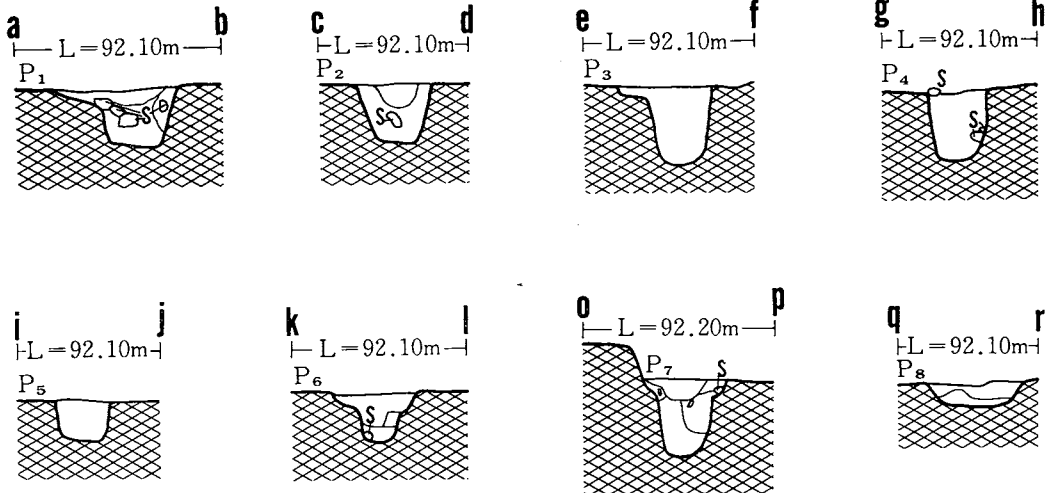 a b c d e f g h
L=92.10m L=92.10m L=92.10m L=92.10m
P₁ P₂ P₃ P₄
S S S S
i j k l o p q r
L=92.10m L=92.10m L=92.20m L=92.10m
P₅ P₆ P₇ P₈
S S